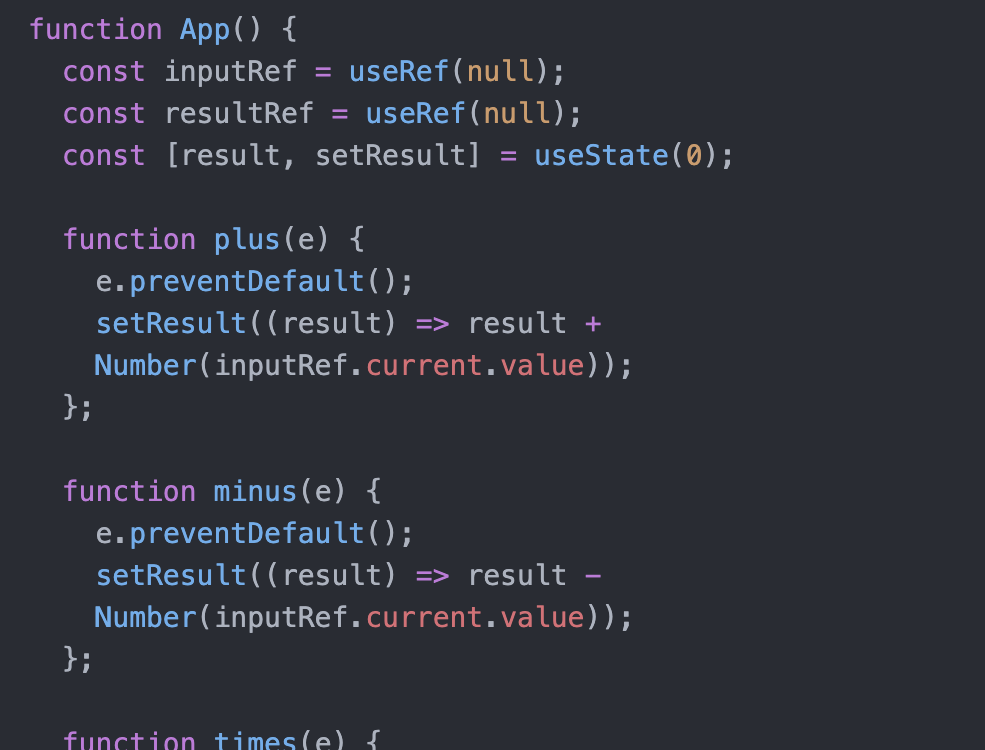 function App() {
  const inputRef = useRef(null);
  const resultRef = useRef(null);
  const [result, setResult] = useState(0);

  function plus(e) {
    e.preventDefault();
    setResult((result) => result +
    Number(inputRef.current.value));
  };

  function minus(e) {
    e.preventDefault();
    setResult((result) => result -
    Number(inputRef.current.value));
  };

  function times(e) {